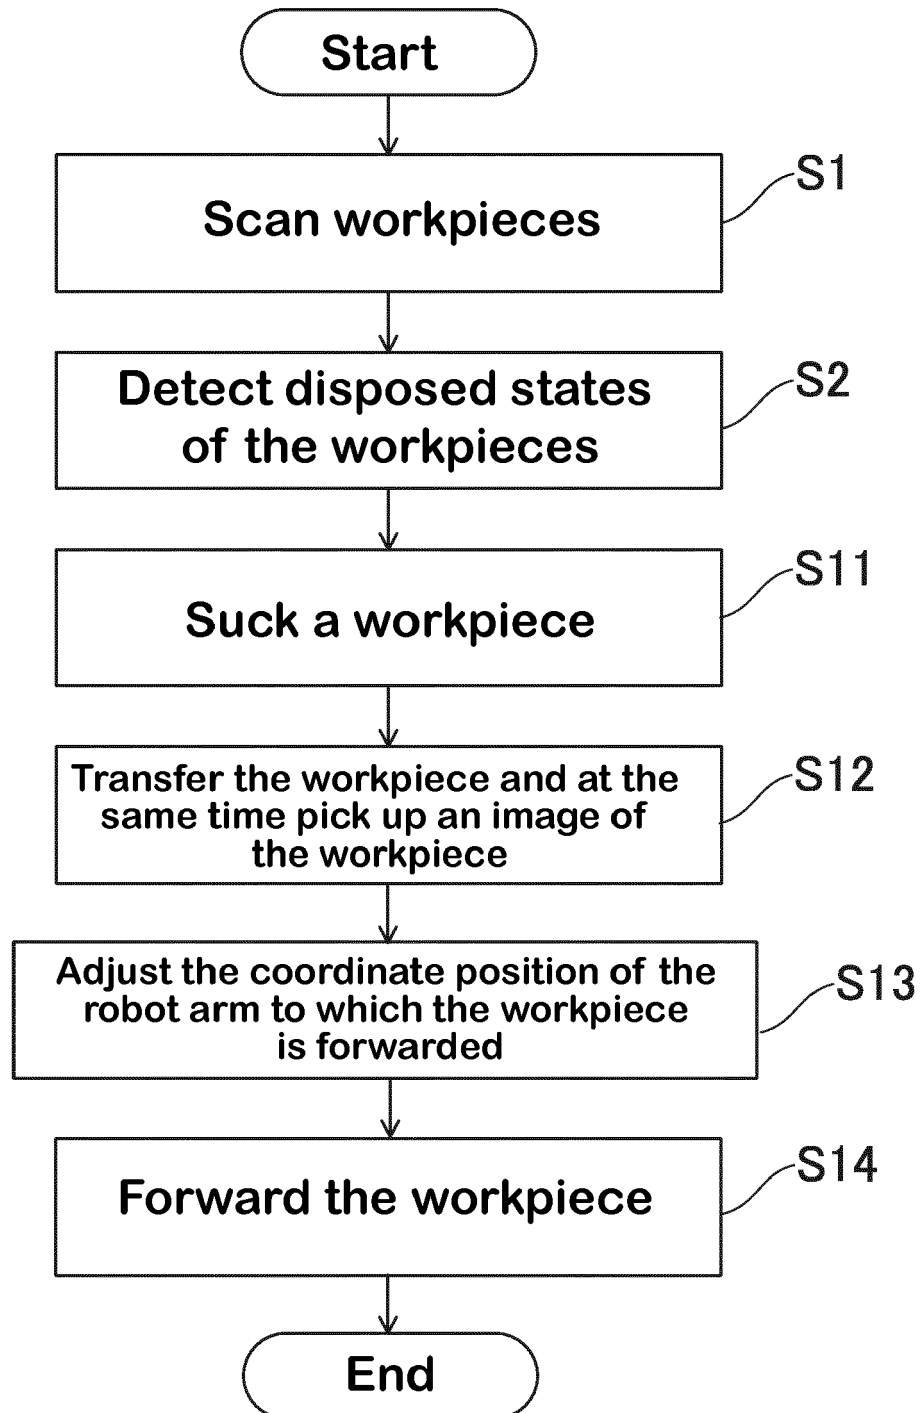 Start
Scan workpieces
S1
Detect disposed states
of the workpieces
S2
Suck a workpiece
S11
Transfer the workpiece and at the
same time pick up an image of
the workpiece
S12
Adjust the coordinate position of the
robot arm to which the workpiece
is forwarded
S13
Forward the workpiece
S14
End